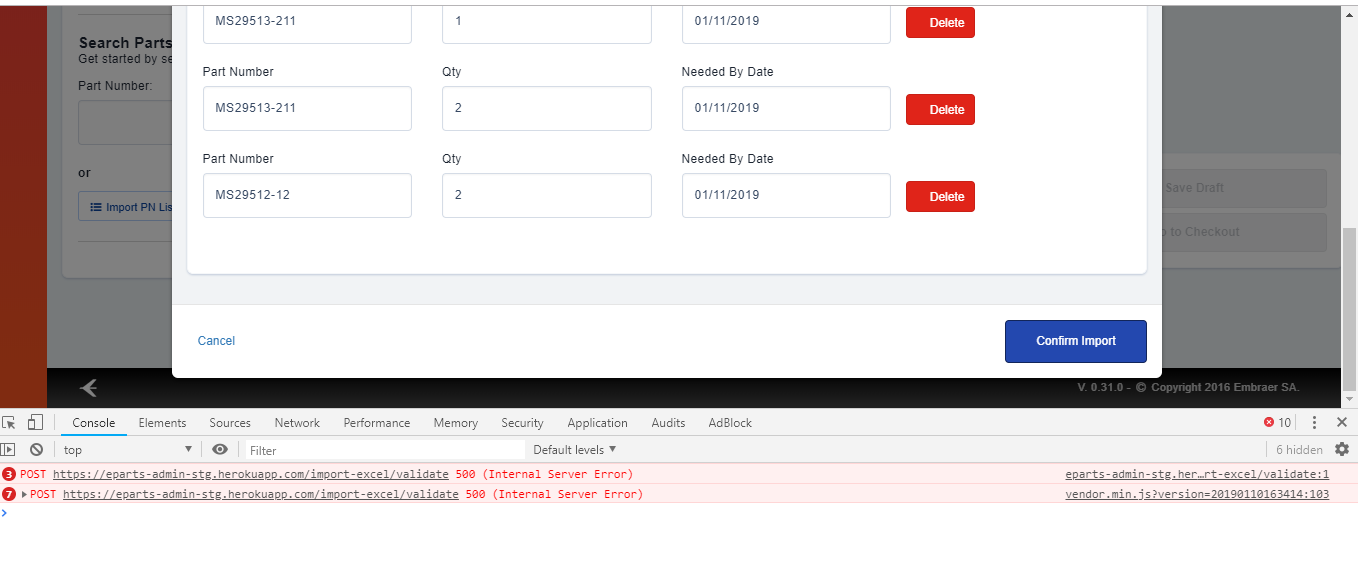 MS29513-211 1 01/11/2019 Delete
Search Parts
Get started by se
Part Number:
Part Number Qty Needed By Date
MS29513-211 2 01/11/2019 Delete
Part Number Qty Needed By Date
or
MS29512-12 2 01/11/2019 Delete
Save Draft
Import PN Lis
to Checkout
Cancel Confirm Import
V. 0.31.0 - © Copyright 2016 Embraer SA.
Console Elements Sources Network Performance Memory Security Application Audits AdBlock 10
top Filter Default levels 6 hidden
3 POST https://eparts-admin-stg.herokuapp.com/import-excel/validate 500 (Internal Server Error) eparts-admin-stg.her…rt-excel/validate:1
7 POST https://eparts-admin-stg.herokuapp.com/import-excel/validate 500 (Internal Server Error) vendor.min.js?version=20190110163414:103